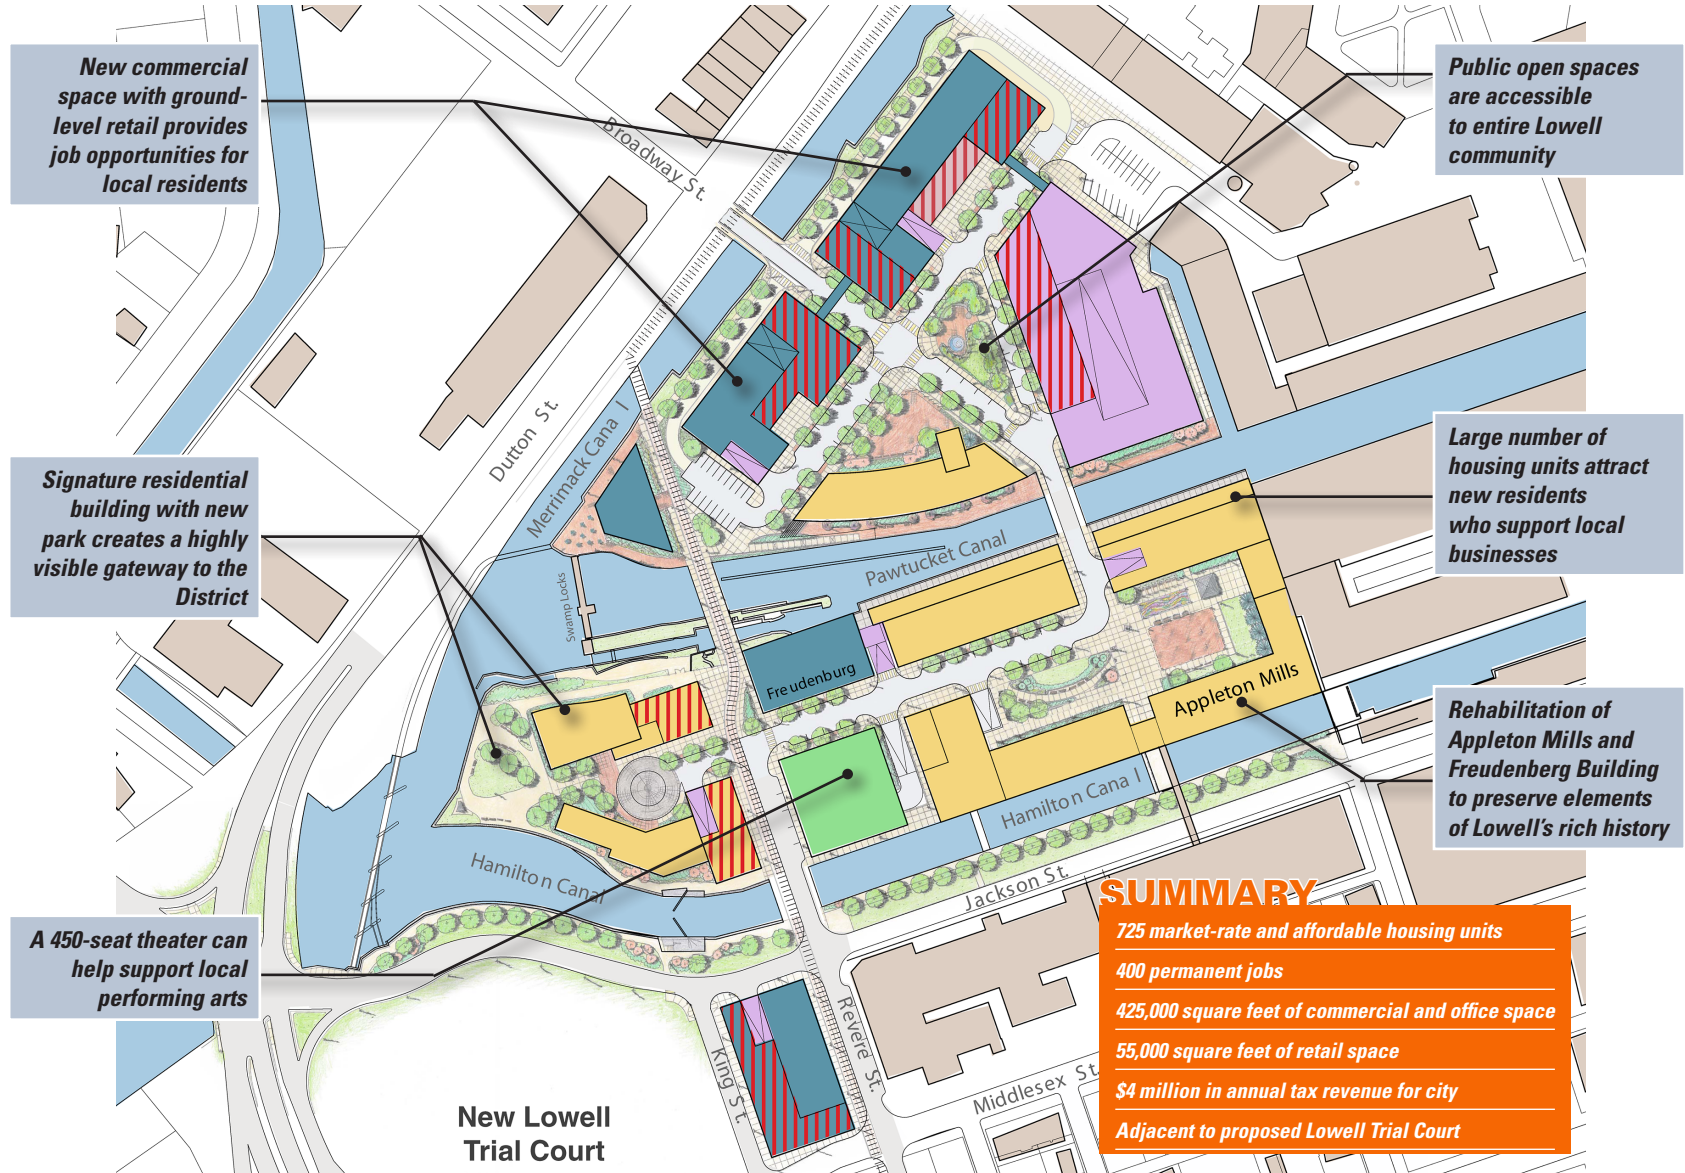 New commercial
space with ground-
level retail provides
job opportunities for
local residents
Public open spaces
are accessible
to entire Lowell
community
Broadway St.
Dutton St.
Merrimack Cana l
Signature residential
building with new
park creates a highly
visible gateway to the
District
Large number of
housing units attract
new residents
who support local
businesses
Swamp Locks
Pawtucket Canal
Freudenburg
Appleton Mills
Rehabilitation of
Appleton Mills and
Freudenberg Building
to preserve elements
of Lowell's rich history
Hamilton Cana l
Hamilton Canal
Jackson St.
A 450-seat theater can
help support local
performing arts
Revere St.
King St.
Middlesex St.
New Lowell
Trial Court
SUMMARY
725 market-rate and affordable housing units
400 permanent jobs
425,000 square feet of commercial and office space
55,000 square feet of retail space
$4 million in annual tax revenue for city
Adjacent to proposed Lowell Trial Court